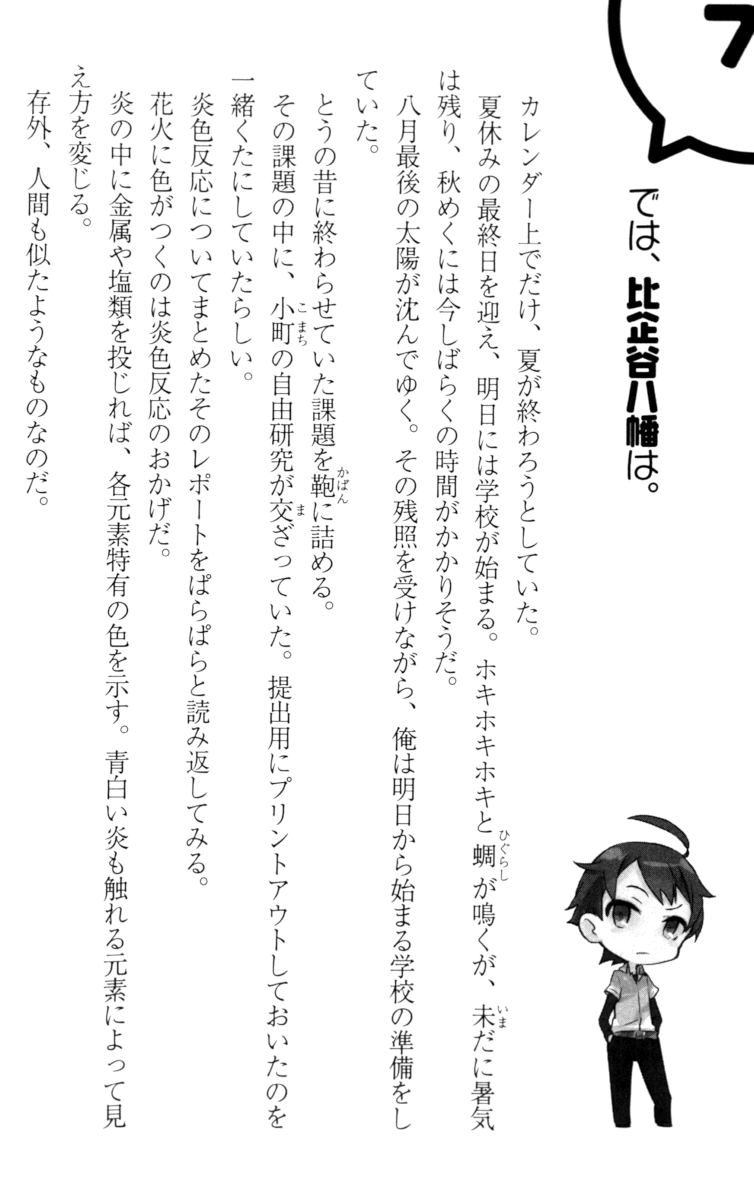 7
では、比企谷八幡は。
カレンダー上でだけ、夏が終わろうとしていた。
夏休みの最終日を迎え、明日には学校が始まる。ホキホキホキと蜩が鳴くが、未だに暑気
は残り、秋めくには今しばらくの時間がかかりそうだ。
八月最後の太陽が沈んでゆく。その残照を受けながら、俺は明日から始まる学校の準備をし
ていた。
とうの昔に終わらせていた課題を鞄に詰める。
その課題の中に、小町の自由研究が交ざっていた。提出用にプリントアウトしておいたのを
一緒くたにしていたらしい。
炎色反応についてまとめたそのレポートをぱらぱらと読み返してみる。
花火に色がつくのは炎色反応のおかげだ。
炎の中に金属や塩類を投じれば、各元素特有の色を示す。青白い炎も触れる元素によって見
え方を変じる。
存外、人間も似たようなものなのだ。
ひぐらし
いま
かばん
こまち
ま